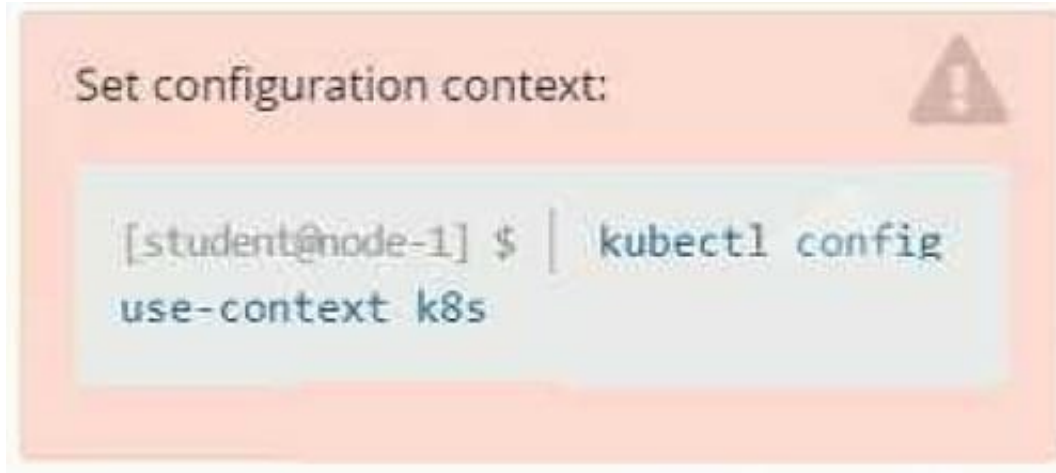 Set configuration context:
[student@node-1] $ | kubectl config
use-context k8s